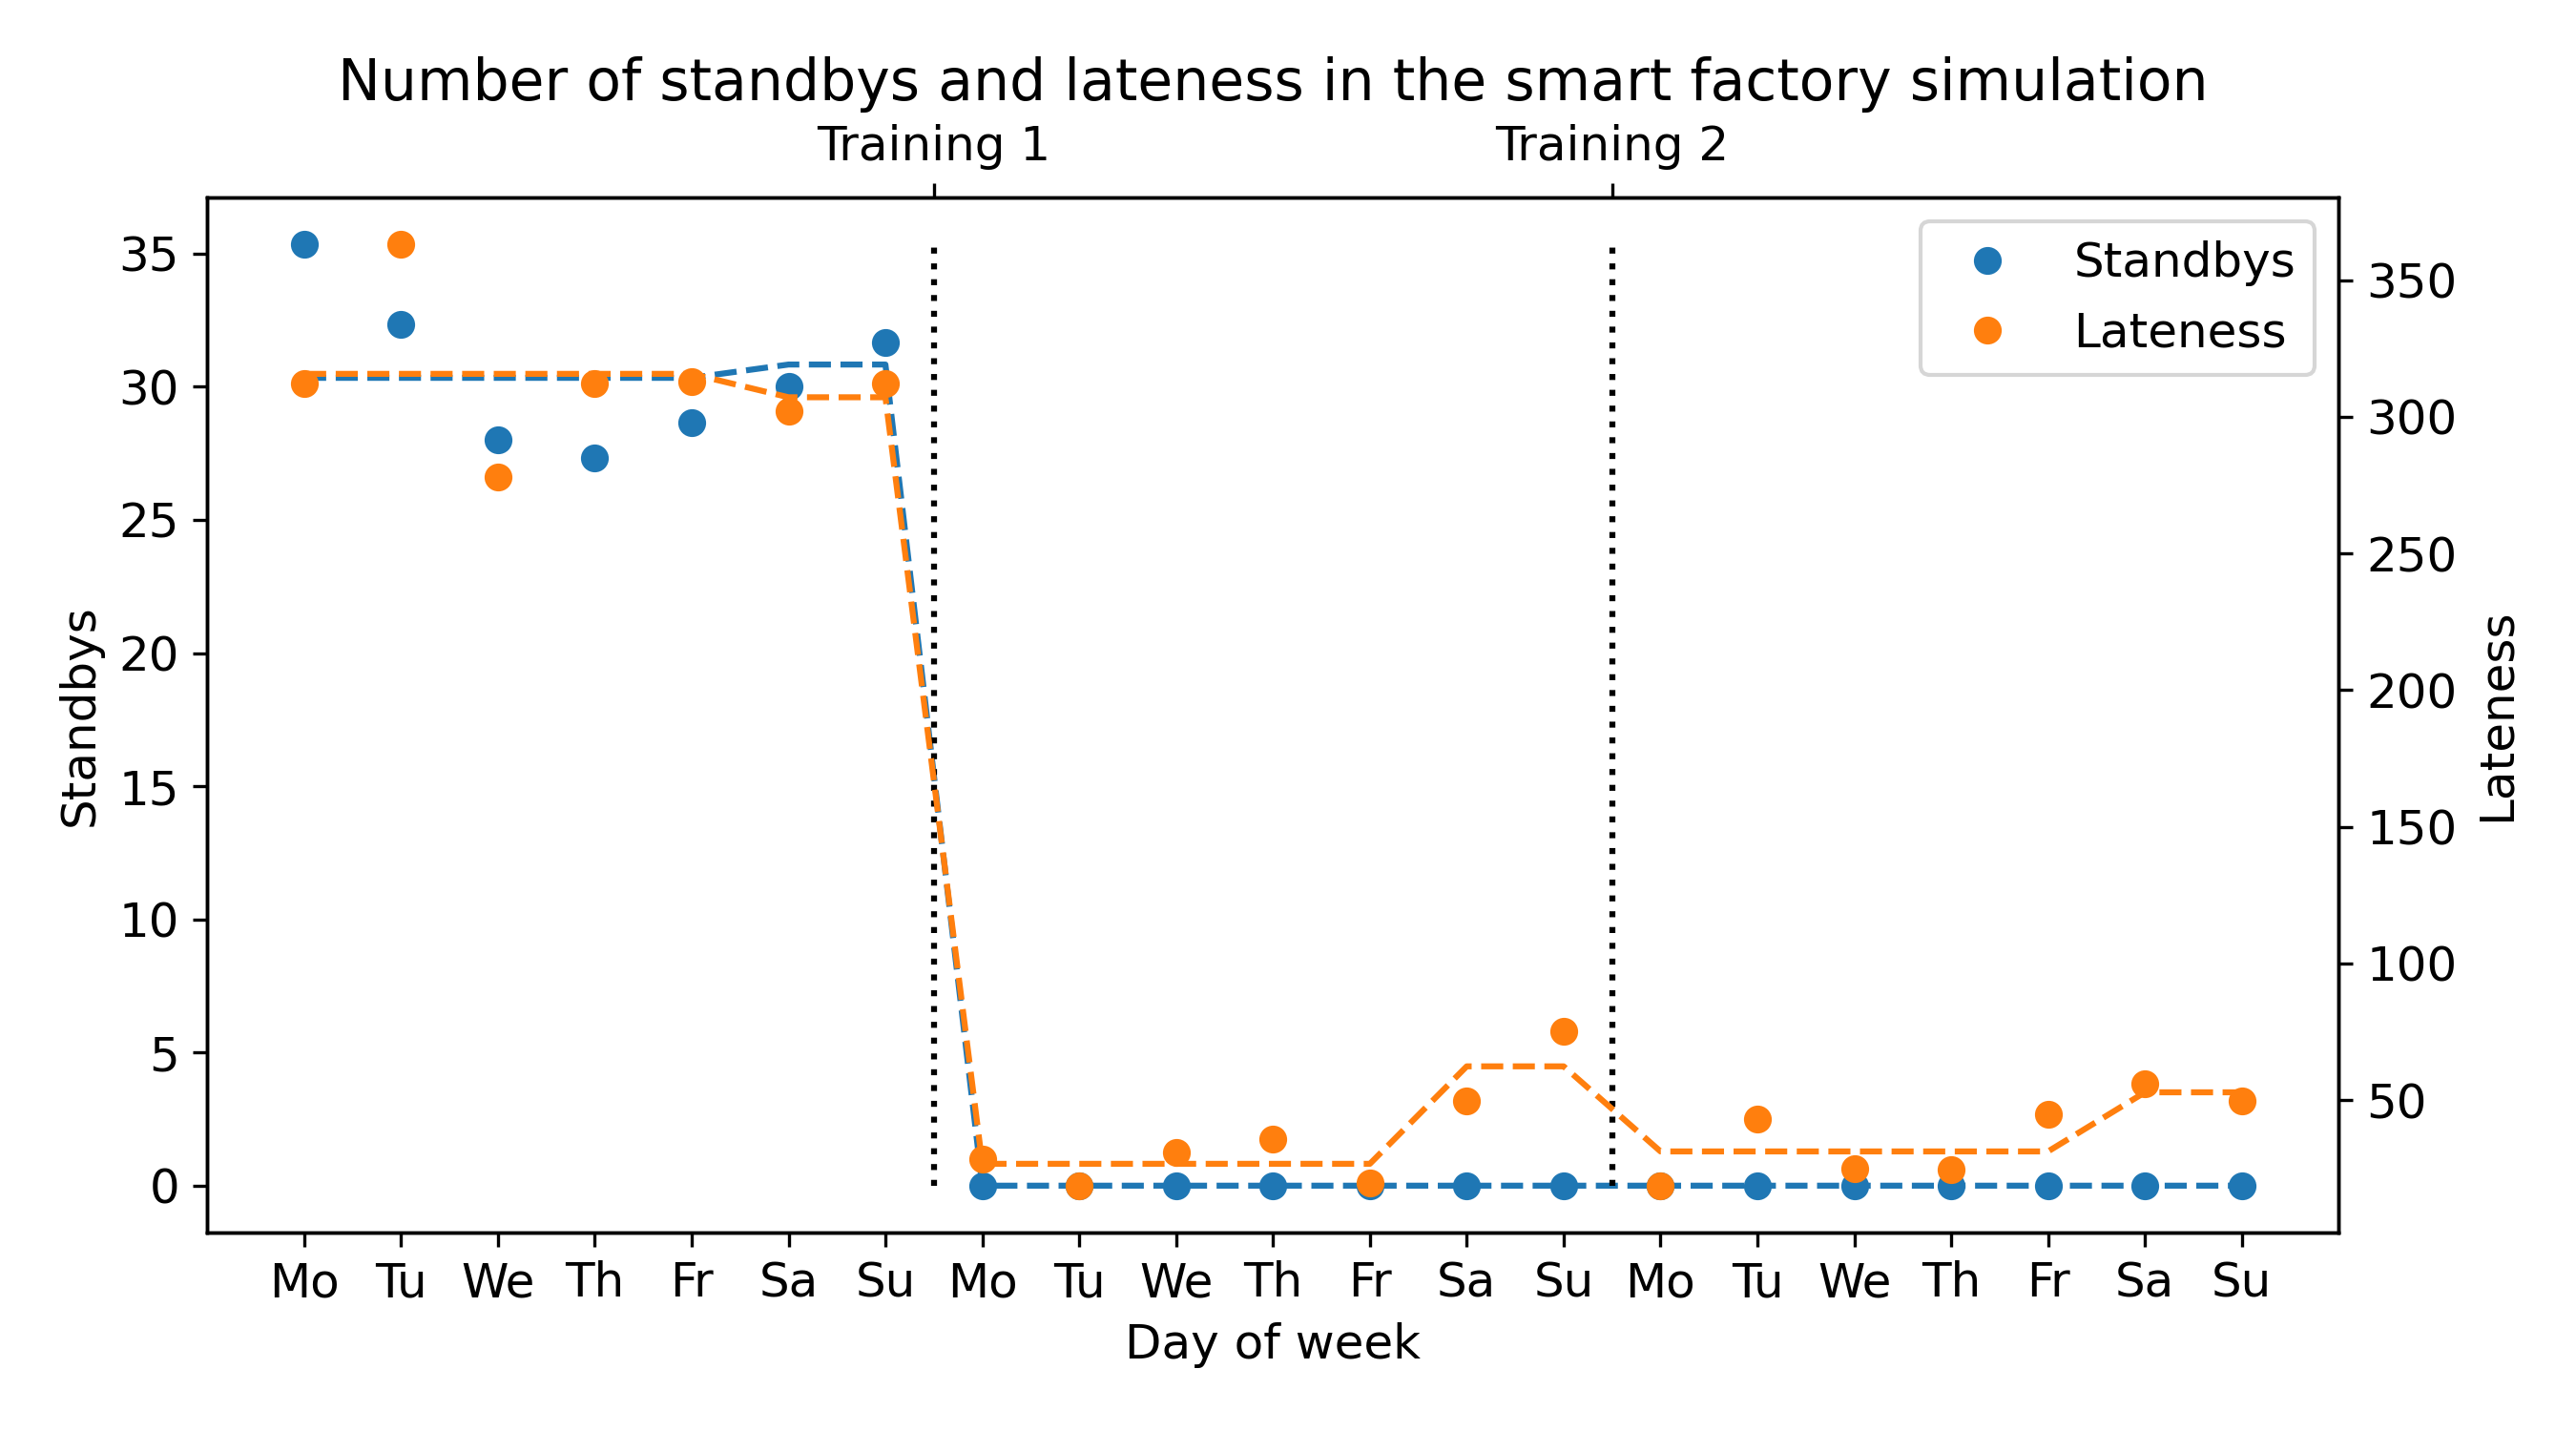 Number of standbys and lateness in the smart factory simulation
Training 1 Training 2
Standbys
Lateness
35
30
25
20
15
10
5
0
Standbys
350
300
250
200
150
100
50
Lateness
Mo Tu We Th Fr Sa Su Mo Tu We Th Fr Sa Su Mo Tu We Th Fr Sa Su
Day of week